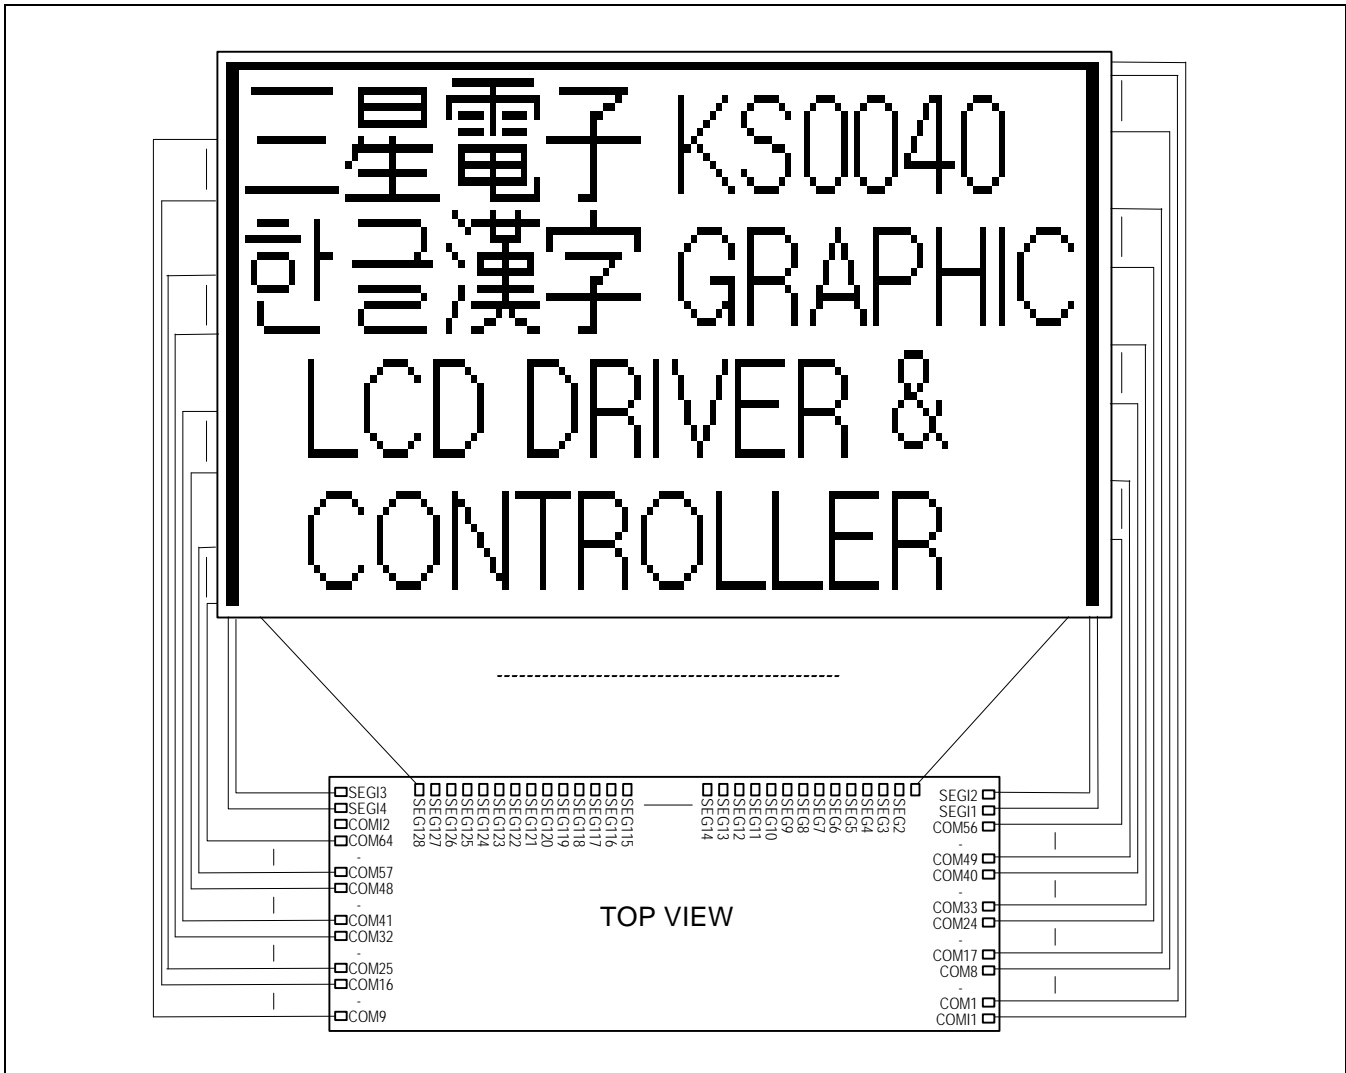 三星電子 KS0040
한글漢字 GRAPHIC
LCD DRIVER &
CONTROLLER
SEGI3
SEGI4
COMI2
COM64
-
COM57
COM48
-
COM41
COM32
-
COM25
COM16
-
COM9
SEG128
SEG127
SEG126
SEG125
SEG124
SEG123
SEG122
SEG121
SEG120
SEG119
SEG118
SEG117
SEG116
SEG115
SEG14
SEG13
SEG12
SEG11
SEG10
SEG9
SEG8
SEG7
SEG6
SEG5
SEG4
SEG3
SEG2
TOP VIEW
SEGI2
SEGI1
COM56
-
COM49
COM40
-
COM33
COM24
-
COM17
COM8
-
COM1
COMI1